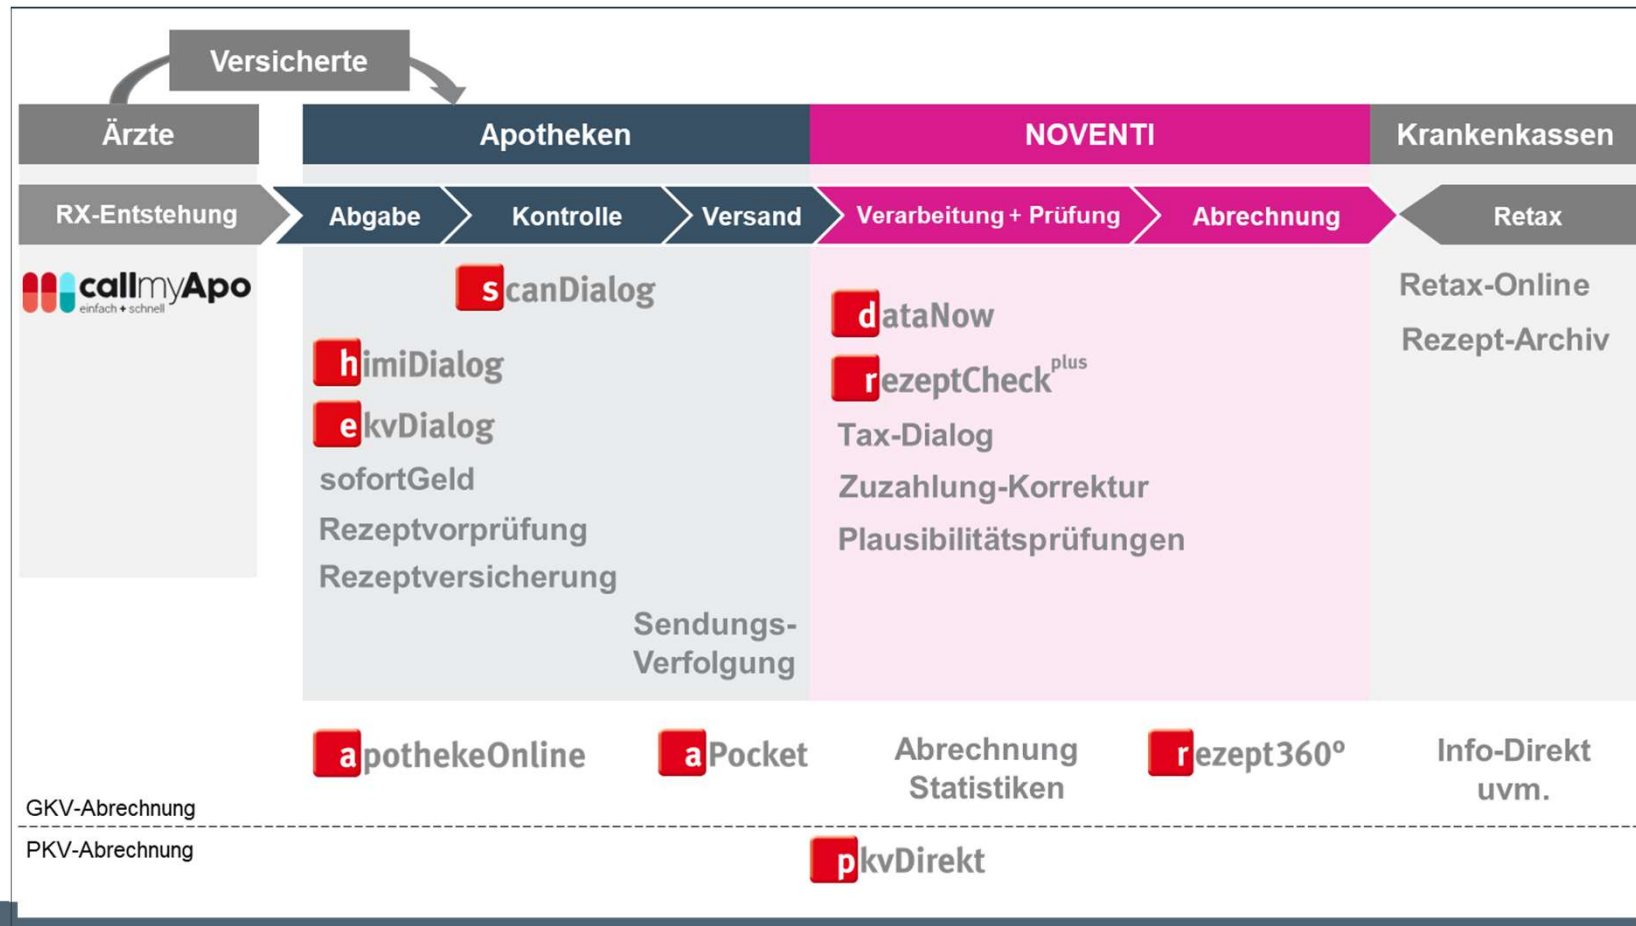 Versicherte
Ärzte
Apotheken
NOVENTI
Krankenkassen
RX-Entstehung
Abgabe
Kontrolle
Versand
Verarbeitung + Prüfung
Abrechnung
Retax
callmyApo
einfach + schnell
scanDialog
himiDialog
ekvDialog
sofortGeld
Rezeptvorprüfung
Rezeptversicherung
Sendungs-
Verfolgung
dataNow
rezeptCheck plus
Tax-Dialog
Zuzahlung-Korrektur
Plausibilitätsprüfungen
Retax-Online
Rezept-Archiv
apothekeOnline
aPocket
Abrechnung
Statistiken
rezept360º
Info-Direkt
uvm.
GKV-Abrechnung
PKV-Abrechnung
pkvDirekt